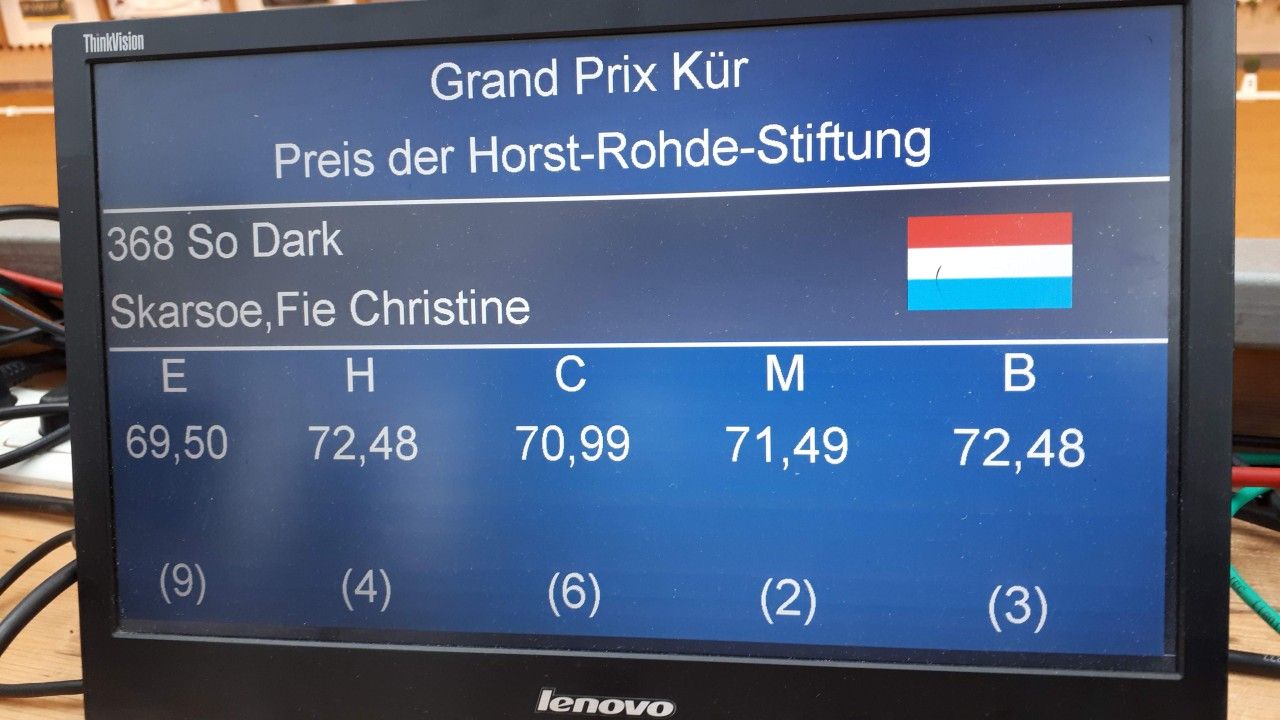 ThinkVision
Grand Prix Kür
Preis der Horst-Rohde-Stiftung
368 So Dark
Skarsoe,Fie Christine
E H C M B
69,50 72,48 70,99 71,49 72,48
(9) (4) (6) (2) (3)
lenovo